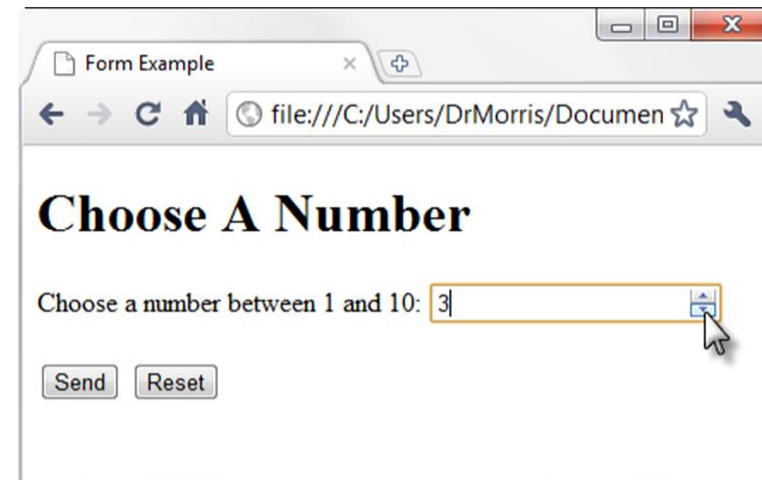 Form Example
file:///C:/Users/DrMorris/Documen
Choose A Number
Choose a number between 1 and 10: 3
Send Reset